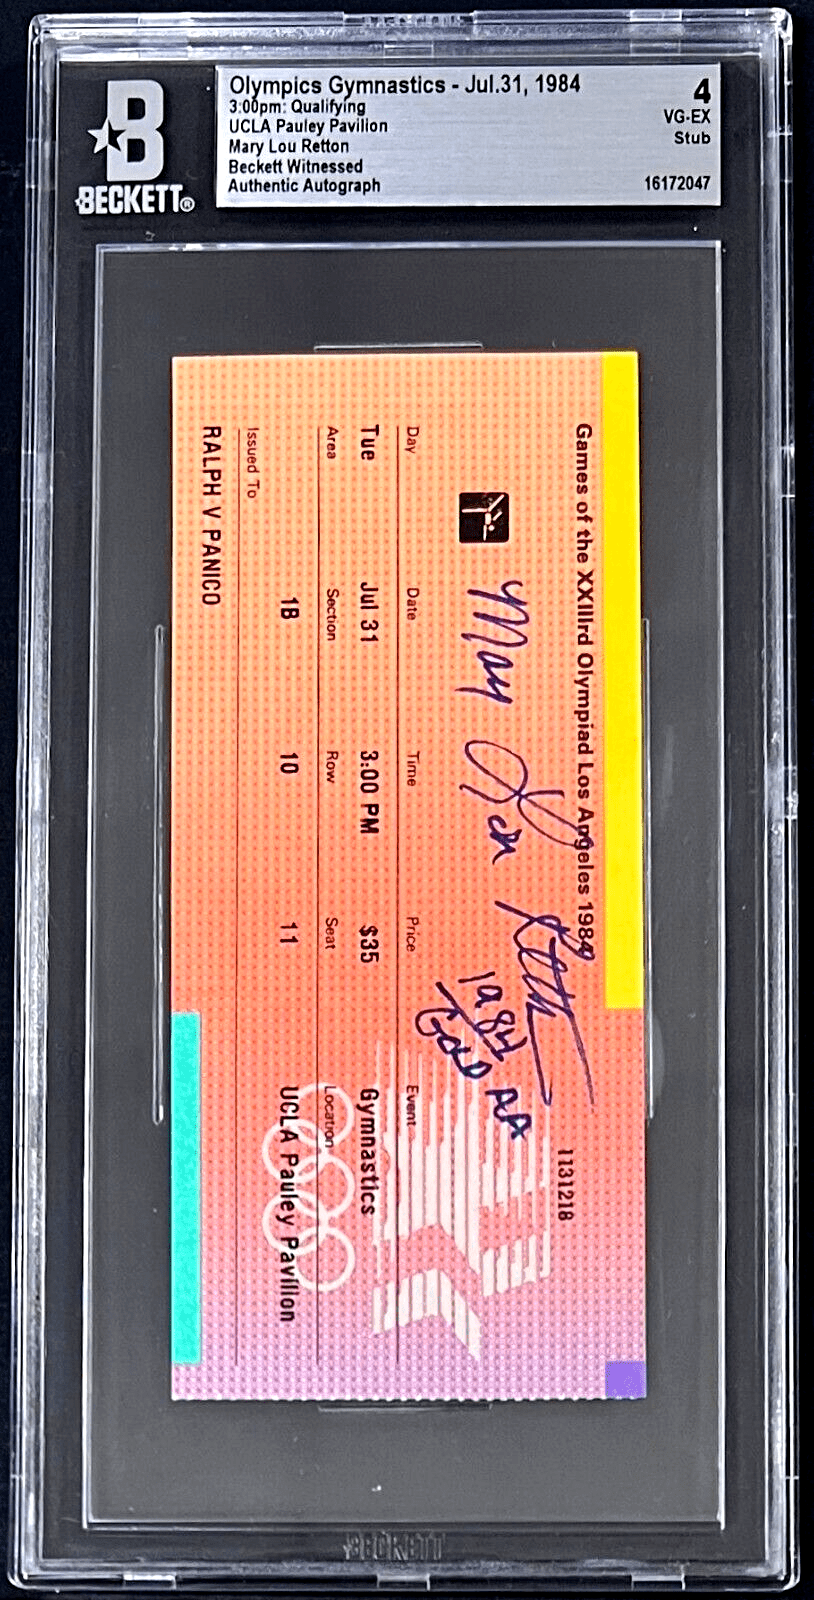 BECKETT®
Olympics Gymnastics - Jul.31, 1984
3:00pm: Qualifying
UCLA Pauley Pavilion
Mary Lou Retton
Beckett Witnessed
Authentic Autograph
4
VG-EX
Stub
16172047
Games of the XXIIIrd Olympiad Los Angeles 1984
1131218
Mary Lou Retton
1984
GOLD AA
Day Date Time Price Event
Tue Jul 31 3:00 PM $35 Gymnastics
Area Section Row Seat Location
1B 10 11 UCLA Pauley Pavilion
Issued To
RALPH V PANICO
BECKETT